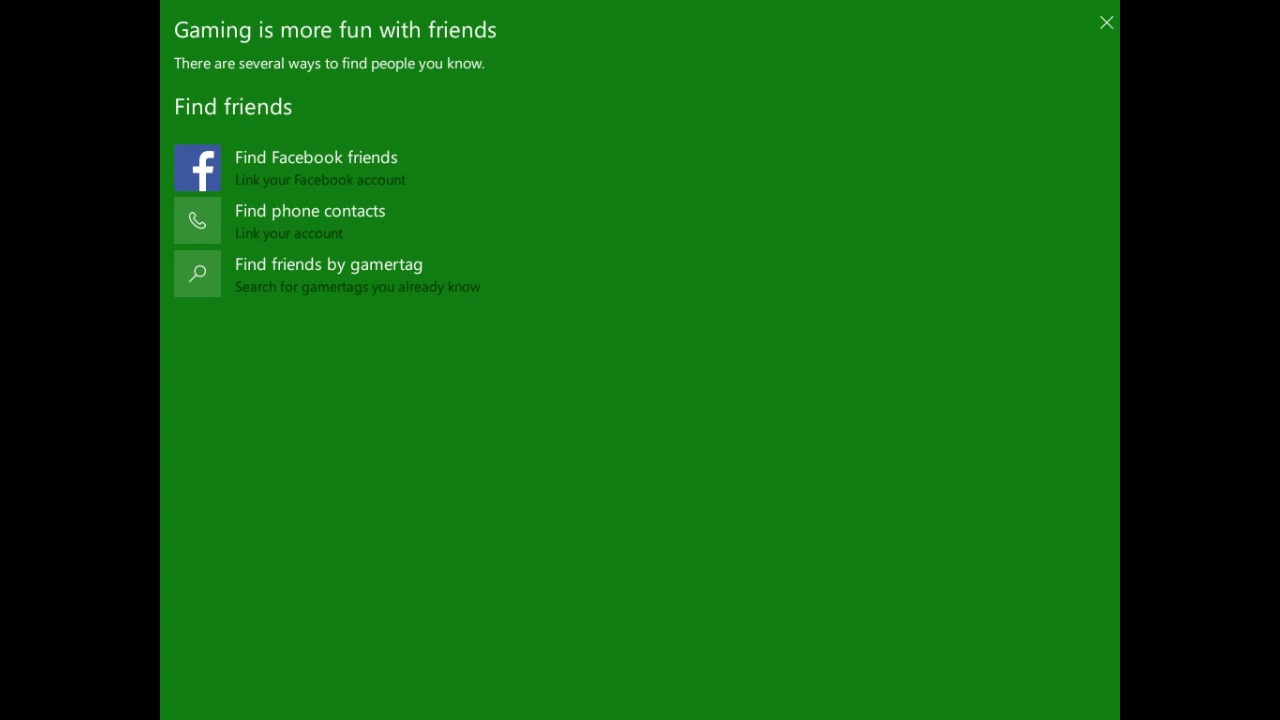 Gaming is more fun with friends
There are several ways to find people you know.
Find friends
Find Facebook friends
Link your Facebook account
Find phone contacts
Link your account
Find friends by gamertag
Search for gamertags you already know